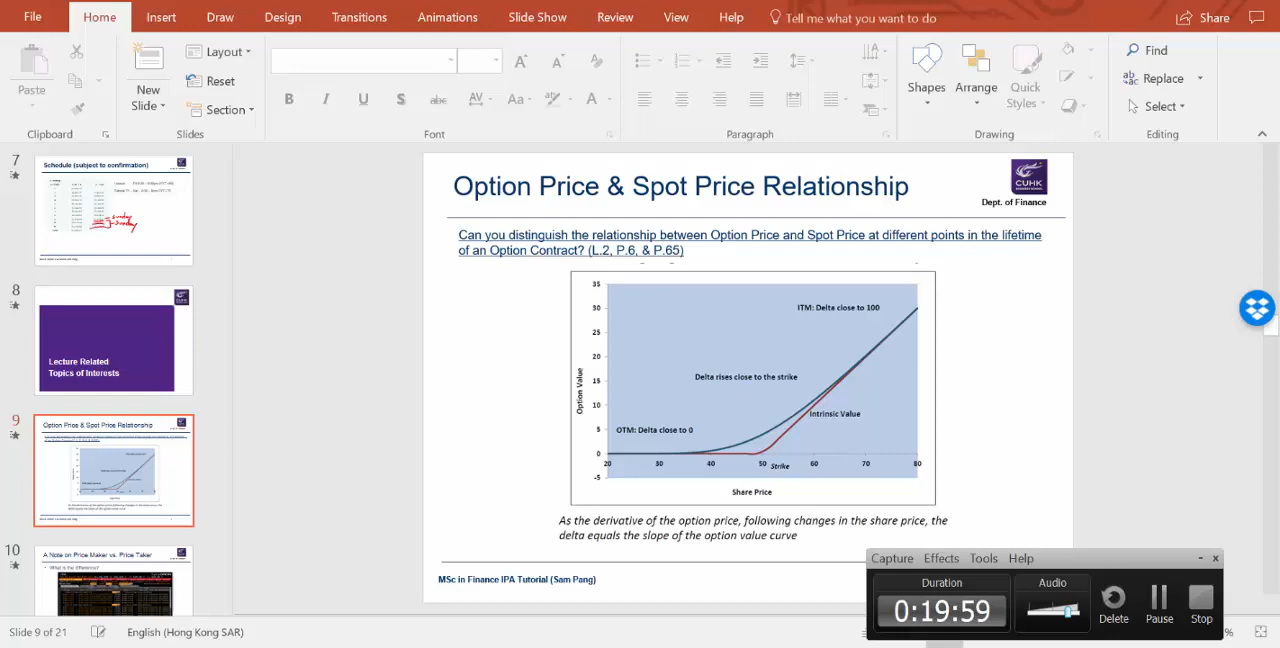 File Home Insert Draw Design Transitions Animations Slide Show Review View Help Tell me what you want to do Share
Paste
New
Slide
Layout
Reset
Section
B I U S abc AV Aa A
Shapes Arrange Quick
Styles
Find
Replace
Select
Clipboard Slides Font Paragraph Drawing Editing
7
Schedule (subject to confirmation)
Sunday
Sunday
8
Lecture Related
Topics of Interests
9
Option Price & Spot Price Relationship
10
A Note on Price Maker vs. Price Taker
What is the difference?
Option Price & Spot Price Relationship
CUHK
Dept. of Finance
Can you distinguish the relationship between Option Price and Spot Price at different points in the lifetime
of an Option Contract? (L.2, P.6, & P.65)
35
30
25
20
15
10
5
0
-5
Option Value
ITM: Delta close to 100
Delta rises close to the strike
Intrinsic Value
OTM: Delta close to 0
20 30 40 50 60 70 80
Strike
Share Price
As the derivative of the option price, following changes in the share price, the
delta equals the slope of the option value curve
MSc in Finance IPA Tutorial (Sam Pang)
Capture Effects Tools Help
Duration
0:19:59
Audio
Delete Pause Stop
Slide 9 of 21 English (Hong Kong SAR) %